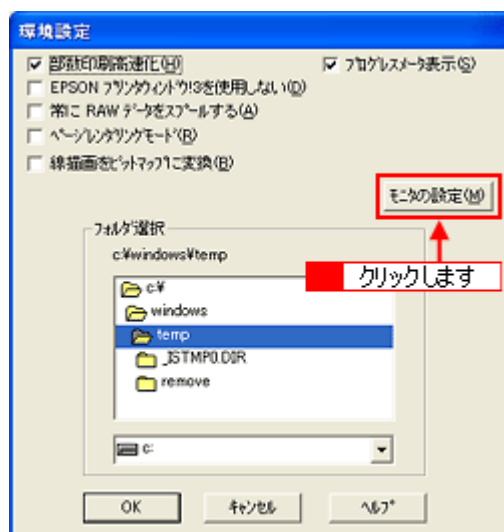 環境設定
部数印刷高速化(H)
プログレスメータ表示(S)
EPSON プリンタウィンドウ!3を使用しない(D)
常に RAW データをスプールする(A)
ページレンダリングモード(R)
線描画をビットマップに変換(B)
モニタの設定(M)
フォルダ選択
c:¥windows¥temp
クリックします
c:¥
windows
temp
_ISTMP0.DIR
remove
c:
OK
キャンセル
ヘルプ